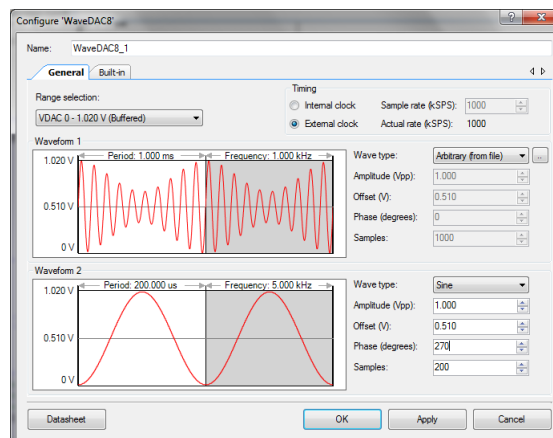 Configure 'WaveDAC8'
Name: WaveDAC8_1
General Built-in
Range selection:
VDAC 0 - 1.020 V (Buffered)
Timing
Internal clock Sample rate (kSPS): 1000
External clock Actual rate (kSPS): 1000
Waveform 1
1.020 V
0.510 V
0 V
Period: 1.000 ms Frequency: 1.000 kHz
Wave type: Arbitrary (from file) ..
Amplitude (Vpp): 1.000
Offset (V): 0.510
Phase (degrees): 0
Samples: 1000
Waveform 2
1.020 V
0.510 V
0 V
Period: 200.000 us Frequency: 5.000 kHz
Wave type: Sine
Amplitude (Vpp): 1.000
Offset (V): 0.510
Phase (degrees): 270
Samples: 200
Datasheet OK Apply Cancel